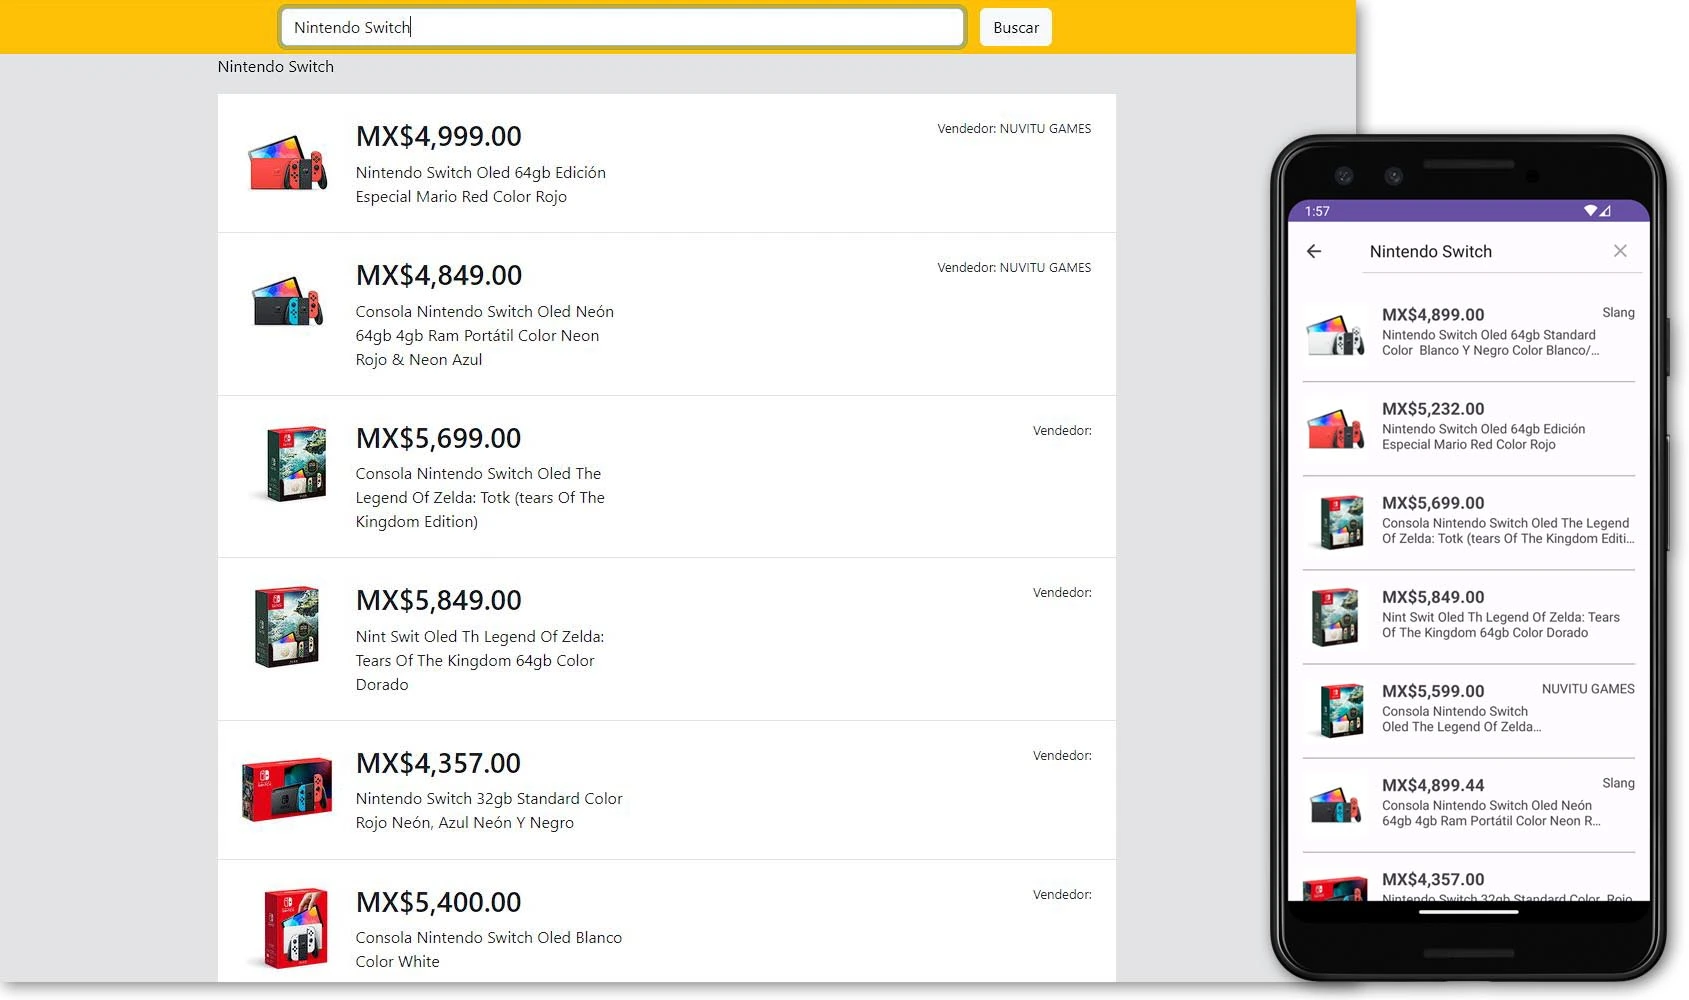 Nintendo Switch
Buscar
Nintendo Switch
MX$4,999.00
Vendedor: NUVITU GAMES
Nintendo Switch Oled 64gb Edición
Especial Mario Red Color Rojo
MX$4,849.00
Vendedor: NUVITU GAMES
Consola Nintendo Switch Oled Neón
64gb 4gb Ram Portátil Color Neon
Rojo & Neon Azul
MX$5,699.00
Vendedor:
Consola Nintendo Switch Oled The
Legend Of Zelda: Totk (tears Of The
Kingdom Edition)
MX$5,849.00
Vendedor:
Nint Swit Oled Th Legend Of Zelda:
Tears Of The Kingdom 64gb Color
Dorado
MX$4,357.00
Vendedor:
Nintendo Switch 32gb Standard Color
Rojo Neón, Azul Neón Y Negro
MX$5,400.00
Vendedor:
Consola Nintendo Switch Oled Blanco
Color White
1:57
Nintendo Switch
MX$4,899.00
Slang
Nintendo Switch Oled 64gb Standard
Color Blanco Y Negro Color Blanco/...
MX$5,232.00
Nintendo Switch Oled 64gb Edición
Especial Mario Red Color Rojo
MX$5,699.00
Consola Nintendo Switch Oled The Legend
Of Zelda: Totk (tears Of The Kingdom Editi...
MX$5,849.00
Nint Swit Oled Th Legend Of Zelda: Tears
Of The Kingdom 64gb Color Dorado
MX$5,599.00
NUVITU GAMES
Consola Nintendo Switch
Oled The Legend Of Zelda...
MX$4,899.44
Slang
Consola Nintendo Switch Oled Neón
64gb 4gb Ram Portátil Color Neon R...
MX$4,357.00
Nintendo Switch 32gb Standard Color Rojo